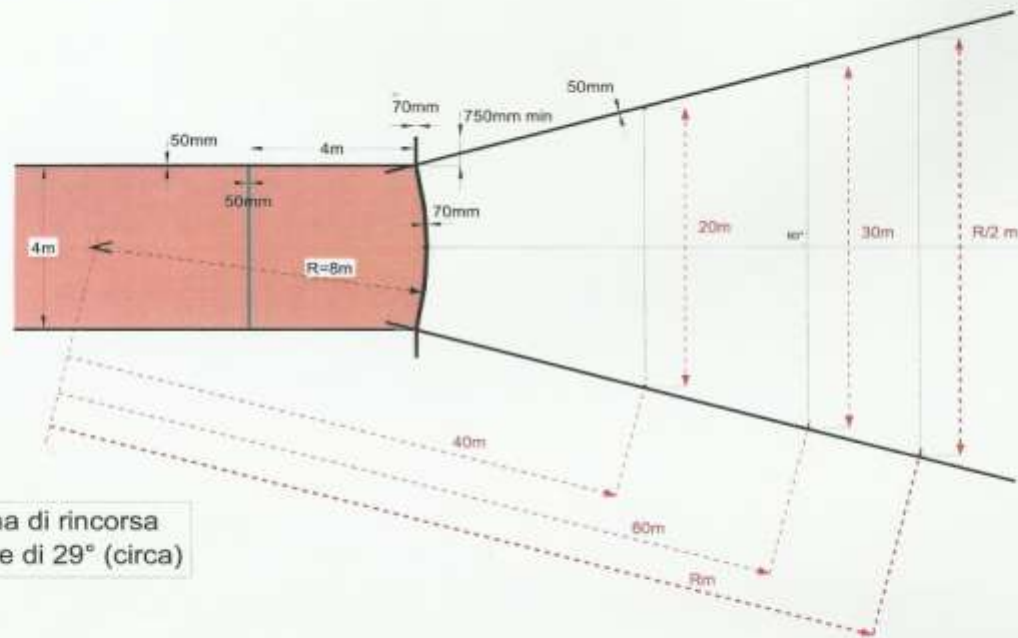 50mm
70mm
750mm min
50mm
4m
50mm
70mm
4m
R=8m
20m
30m
R/2 m
40m
60m
Rm
a di rincorsa
e di 29° (circa)